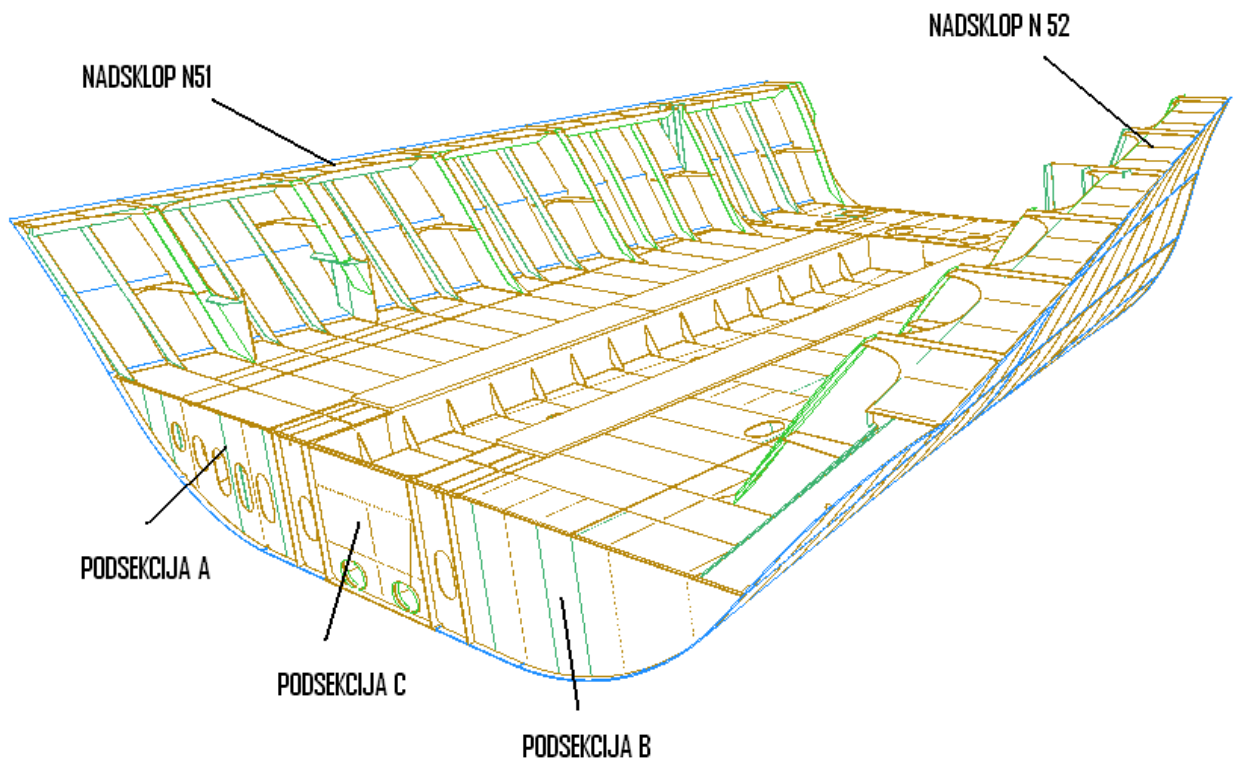 NADSKLOP N 52
NADSKLOP N51
PODSEKCIJA A
PODSEKCIJA C
PODSEKCIJA B